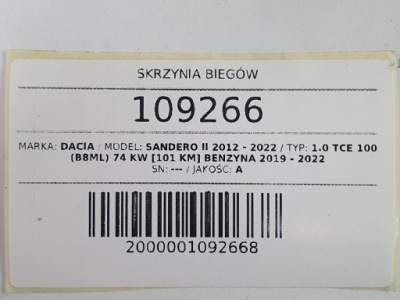 SKRZYNIA BIEGÓW
109266
MARKA: DACIA / MODEL: SANDERO II 2012 - 2022 / TYP: 1.0 TCE 100
(B8ML) 74 KW [101 KM] BENZYNA 2019 - 2022
SN: --- / JAKOŚĆ: A
2000001092668